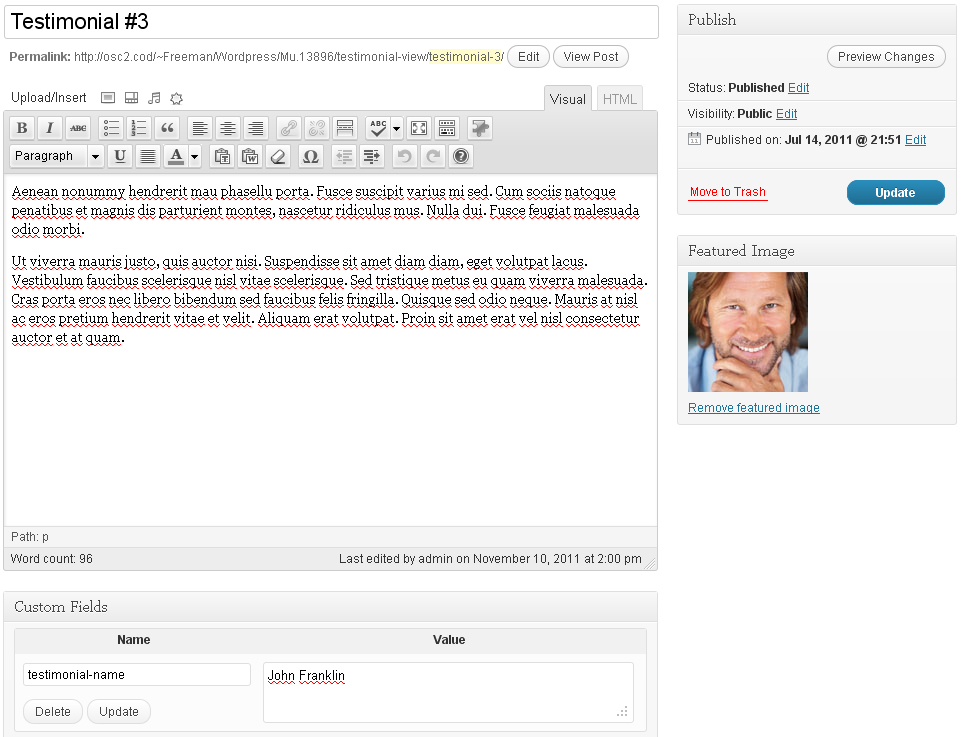 Testimonial #3
Permalink: http://osc2.cod/~Freeman/Wordpress/Mu.13896/testimonial-view/testimonial-3/ Edit View Post
Upload/Insert
Visual HTML
B I ABC ABC
Paragraph U A T W Ω ?
Aenean nonummy hendrerit mau phasellu porta. Fusce suscipit varius mi sed. Cum sociis natoque
penatibus et magnis dis parturient montes, nascetur ridiculus mus. Nulla dui. Fusce feugiat malesuada
odio morbi.
Ut viverra mauris justo, quis auctor nisi. Suspendisse sit amet diam diam, eget volutpat lacus.
Vestibulum faucibus scelerisque nisl vitae scelerisque. Sed tristique metus eu quam viverra malesuada.
Cras porta eros nec libero bibendum sed faucibus felis fringilla. Quisque sed odio neque. Mauris at nisl
ac eros pretium hendrerit vitae et velit. Aliquam erat volutpat. Proin sit amet erat vel nisl consectetur
auctor et at quam.
Path: p
Word count: 96 Last edited by admin on November 10, 2011 at 2:00 pm
Custom Fields
Name Value
testimonial-name John Franklin
Delete Update
Publish
Preview Changes
Status: Published Edit
Visibility: Public Edit
Published on: Jul 14, 2011 @ 21:51 Edit
Move to Trash Update
Featured Image
Remove featured image